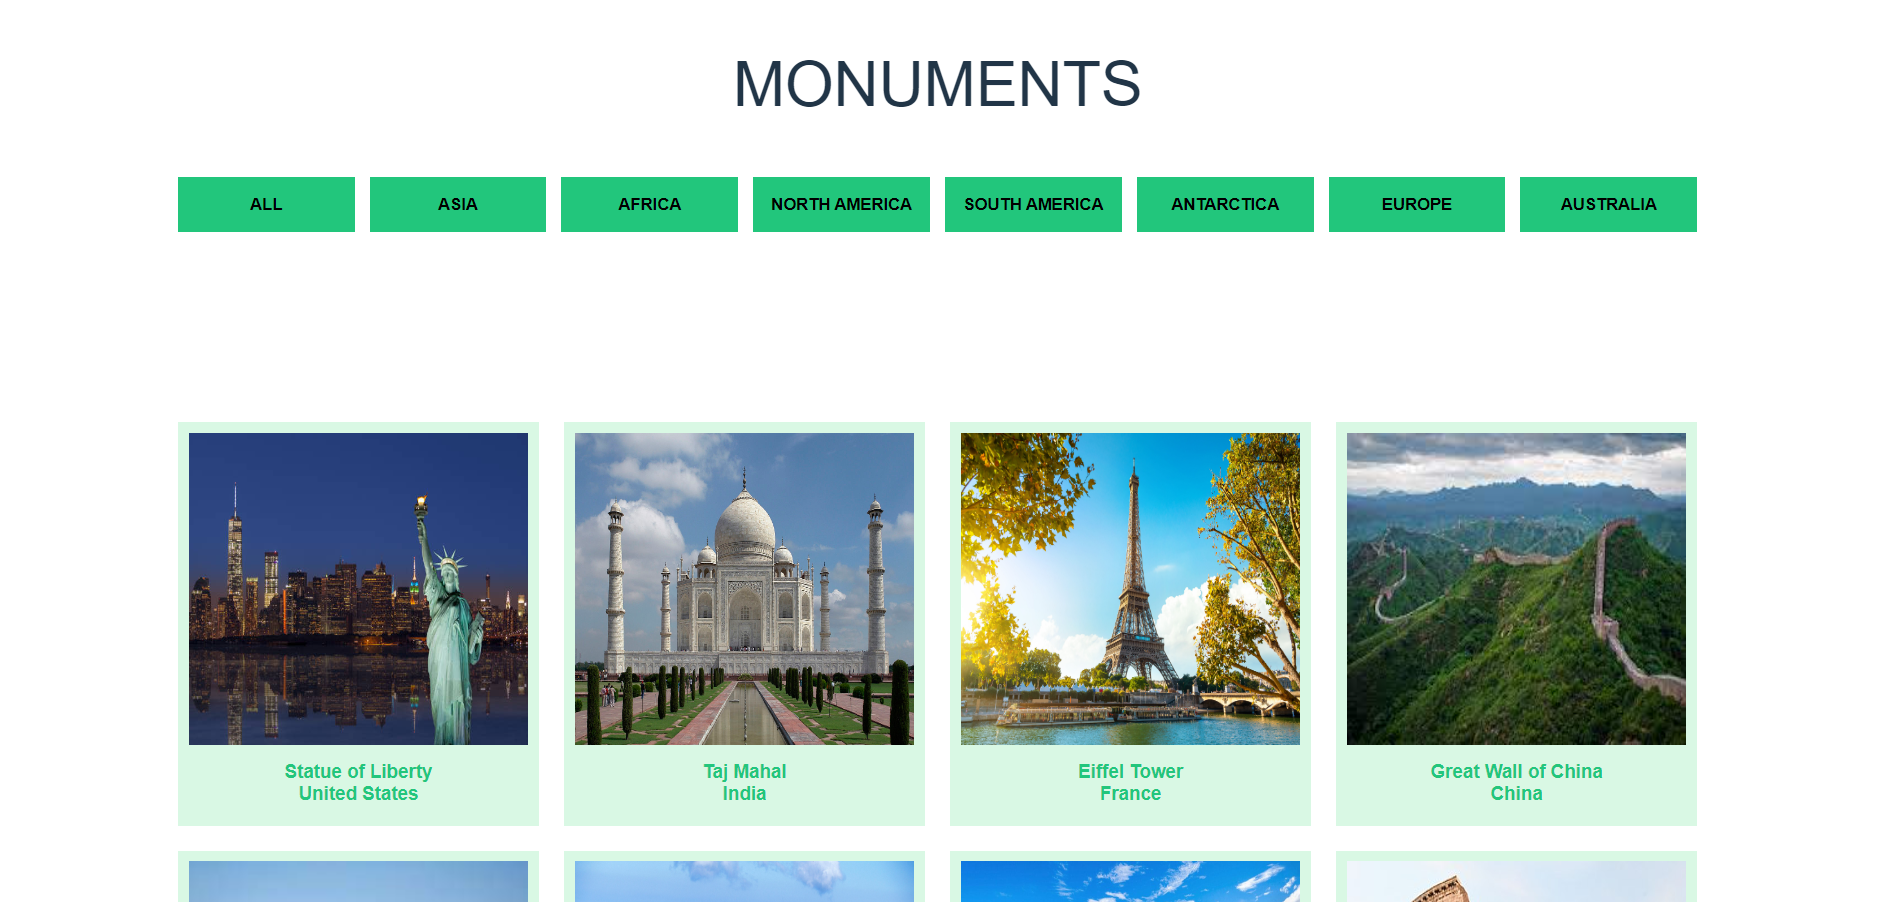 MONUMENTS
ALL
ASIA
AFRICA
NORTH AMERICA
SOUTH AMERICA
ANTARCTICA
EUROPE
AUSTRALIA
Statue of Liberty
United States
Taj Mahal
India
Eiffel Tower
France
Great Wall of China
China